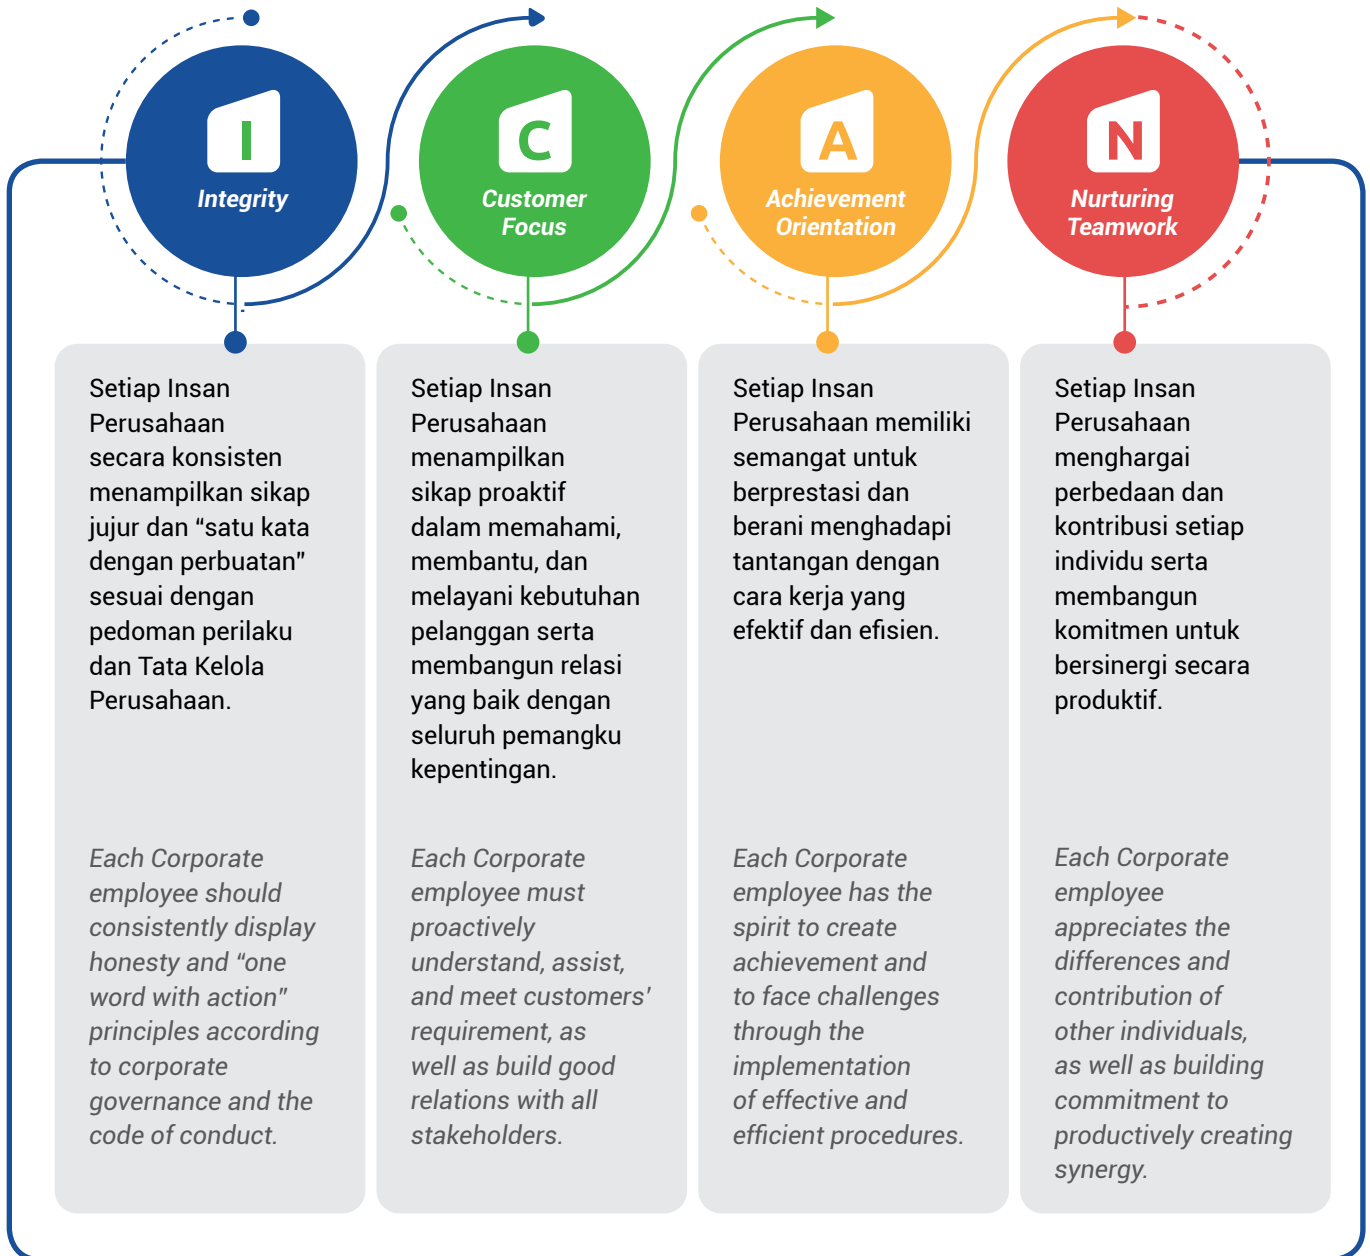 I
Integrity
C
Customer
Focus
A
Achievement
Orientation
N
Nurturing
Teamwork
Setiap Insan
Perusahaan
secara konsisten
menampilkan sikap
jujur dan “satu kata
dengan perbuatan”
sesuai dengan
pedoman perilaku
dan Tata Kelola
Perusahaan.
Each Corporate
employee should
consistently display
honesty and “one
word with action”
principles according
to corporate
governance and the
code of conduct.
Setiap Insan
Perusahaan
menampilkan
sikap proaktif
dalam memahami,
membantu, dan
melayani kebutuhan
pelanggan serta
membangun relasi
yang baik dengan
seluruh pemangku
kepentingan.
Each Corporate
employee must
proactively
understand, assist,
and meet customers’
requirement, as
well as build good
relations with all
stakeholders.
Setiap Insan
Perusahaan memiliki
semangat untuk
berprestasi dan
berani menghadapi
tantangan dengan
cara kerja yang
efektif dan efisien.
Each Corporate
employee has the
spirit to create
achievement and
to face challenges
through the
implementation
of effective and
efficient procedures.
Setiap Insan
Perusahaan
menghargai
perbedaan dan
kontribusi setiap
individu serta
membangun
komitmen untuk
bersinergi secara
produktif.
Each Corporate
employee
appreciates the
differences and
contribution of
other individuals,
as well as building
commitment to
productively creating
synergy.